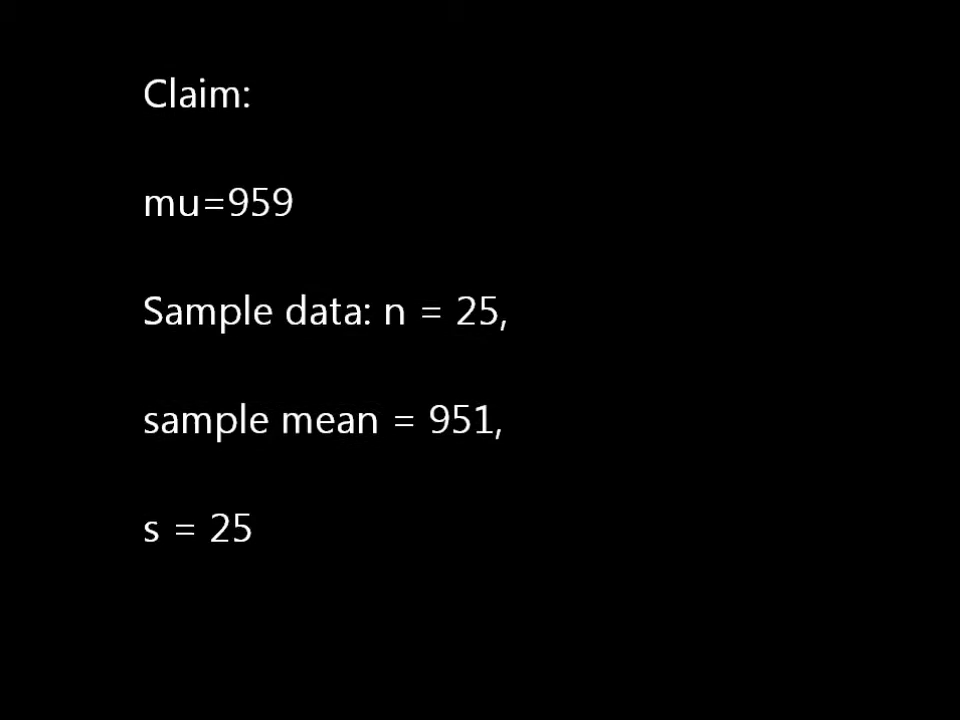 Claim:
mu=959
Sample data: n = 25,
sample mean = 951,
s = 25